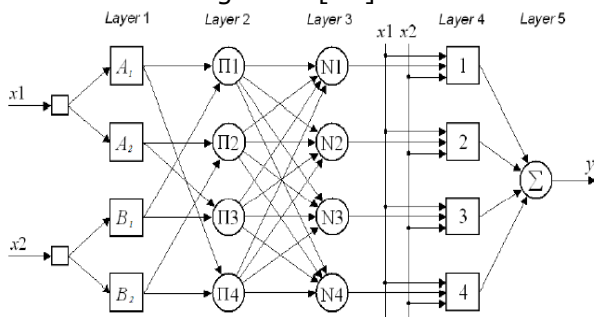 Layer 1 Layer 2 Layer 3 Layer 4 Layer 5
x1 x2
A₁ Π1 N1 1
x1
A₂ Π2 N2 2
Σ y
B₁ Π3 N3 3
x2
B₂ Π4 N4 4